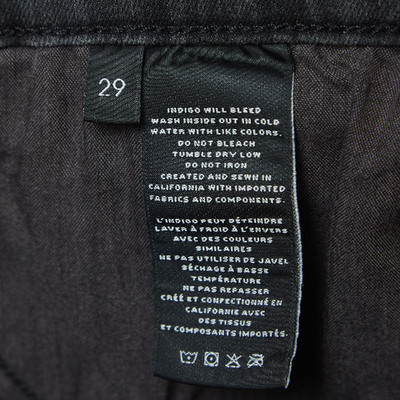 29
INDIGO WILL BLEED
WASH INSIDE OUT IN COLD
WATER WITH LIKE COLORS.
DO NOT BLEACH
TUMBLE DRY LOW
DO NOT IRON
CREATED AND SEWN IN
CALIFORNIA WITH IMPORTED
FABRICS AND COMPONENTS.
L'INDIGO PEUT DÉTEINDRE
LAVER À FROID À L'ENVERS
AVEC DES COULEURS
SIMILAIRES
NE PAS UTILISER DE JAVEL
SÉCHAGE À BASSE
TEMPÉRATURE
NE PAS REPASSER
CRÉÉ ET CONFECTIONNÉ EN
CALIFORNIE AVEC
DES TISSUS
ET COMPOSANTS IMPORTÉS.